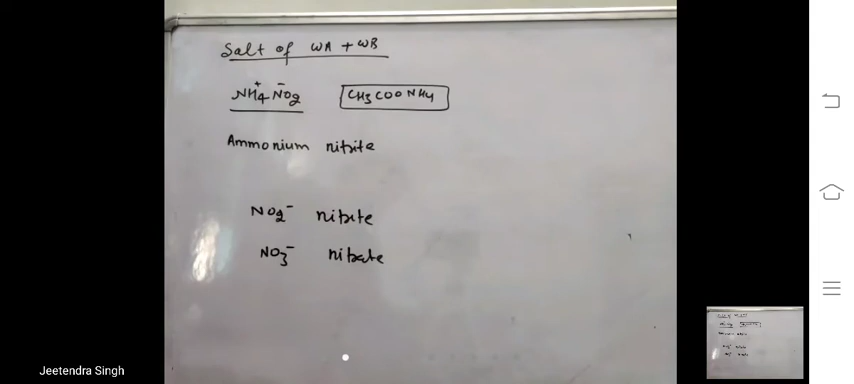 Salt of WA + WB
NH4⁺ NO2⁻ CH3COONH4
Ammonium nitrite
NO2⁻ nitrite
NO3⁻ nitrate
Jeetendra Singh